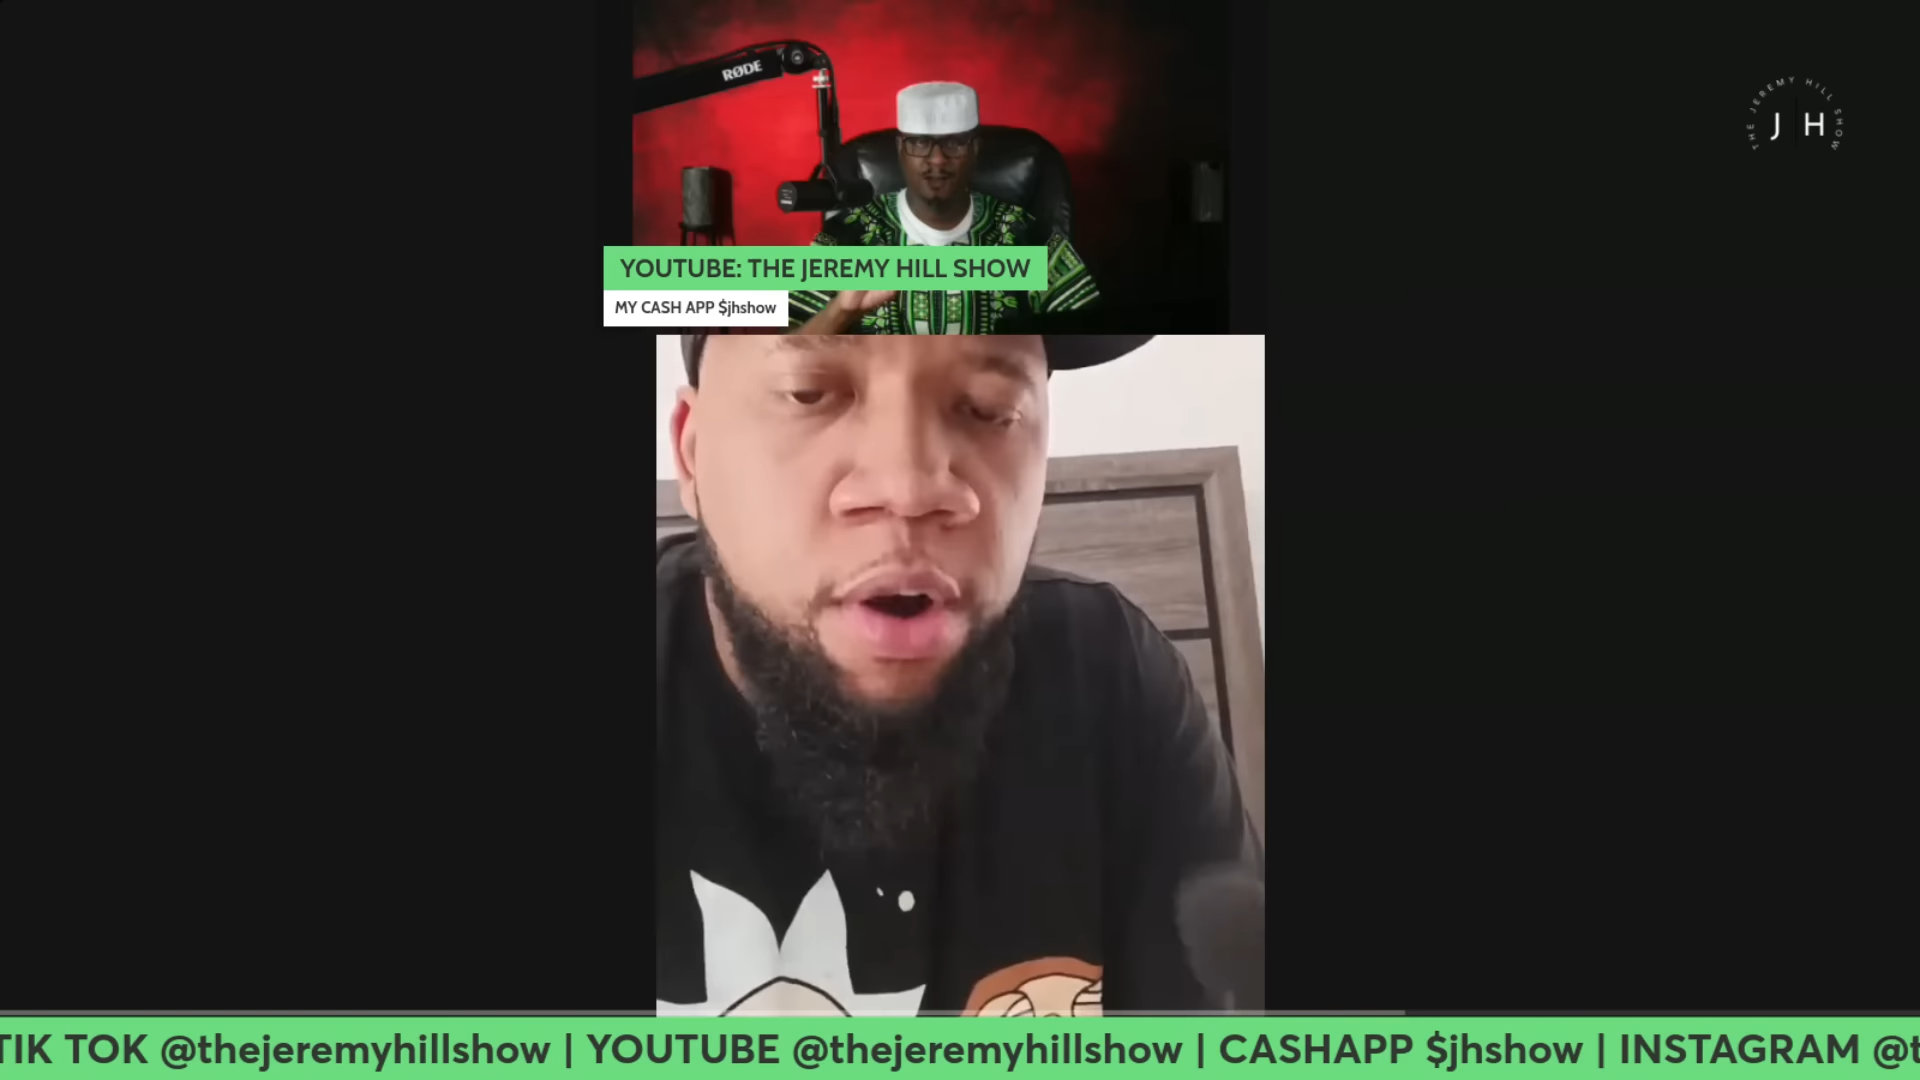 RØDE
THE JEREMY HILL SHOW
J H
YOUTUBE: THE JEREMY HILL SHOW
MY CASH APP $jhshow
TIK TOK @thejeremyhillshow | YOUTUBE @thejeremyhillshow | CASHAPP $jhshow | INSTAGRAM @t